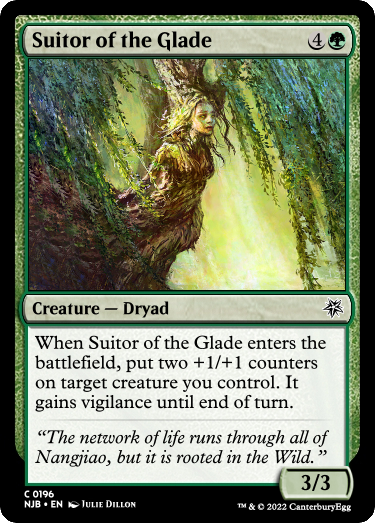 Suitor of the Glade 4
Creature — Dryad
When Suitor of the Glade enters the
battlefield, put two +1/+1 counters
on target creature you control. It
gains vigilance until end of turn.
“The network of life runs through all of
Nangjiao, but it is rooted in the Wild.”
3/3
C 0196
NJB • EN JULIE DILLON
™ & © 2022 CanterburyEgg